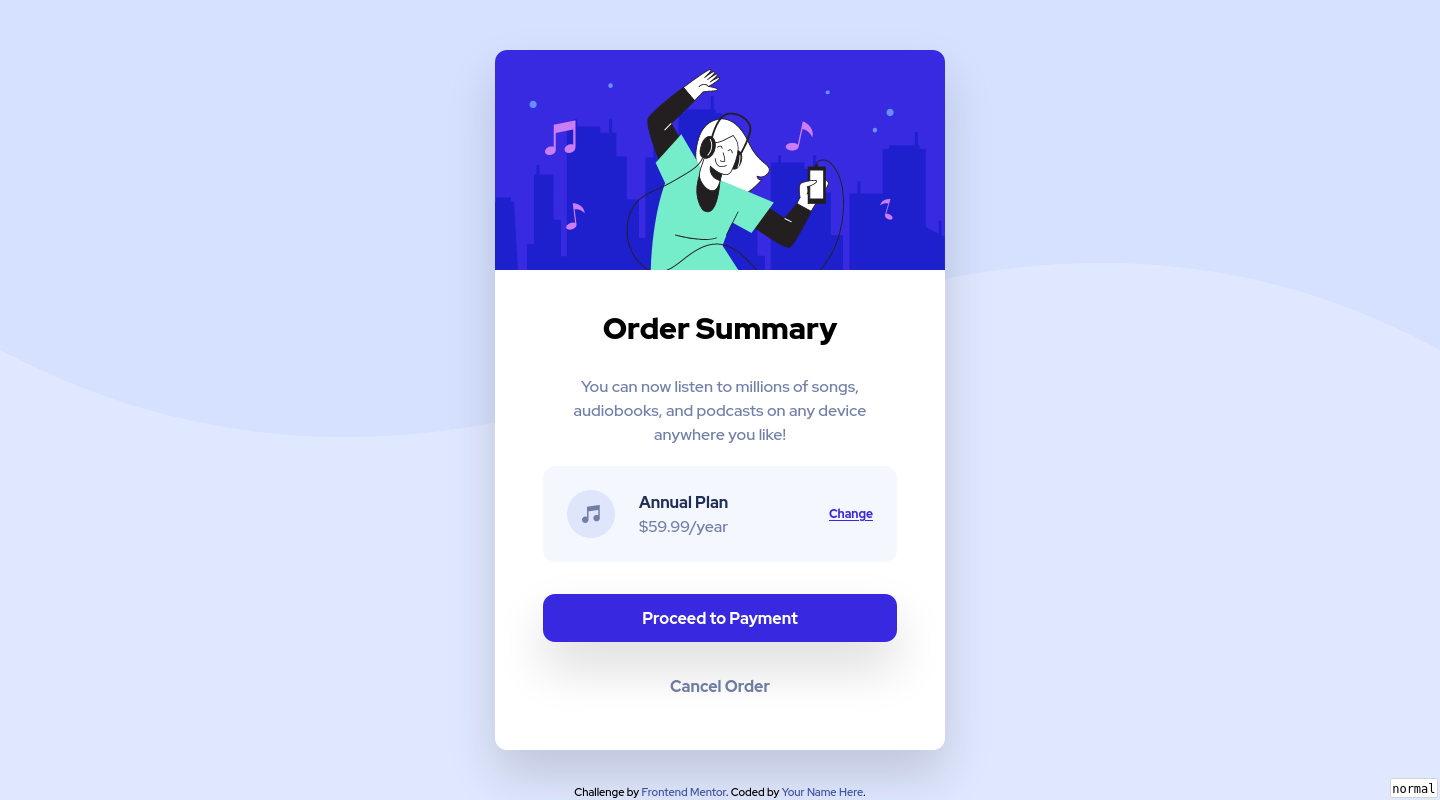 Order Summary
You can now listen to millions of songs,
audiobooks, and podcasts on any device
anywhere you like!
Annual Plan
$59.99/year
Change
Proceed to Payment
Cancel Order
Challenge by Frontend Mentor. Coded by Your Name Here.
normal